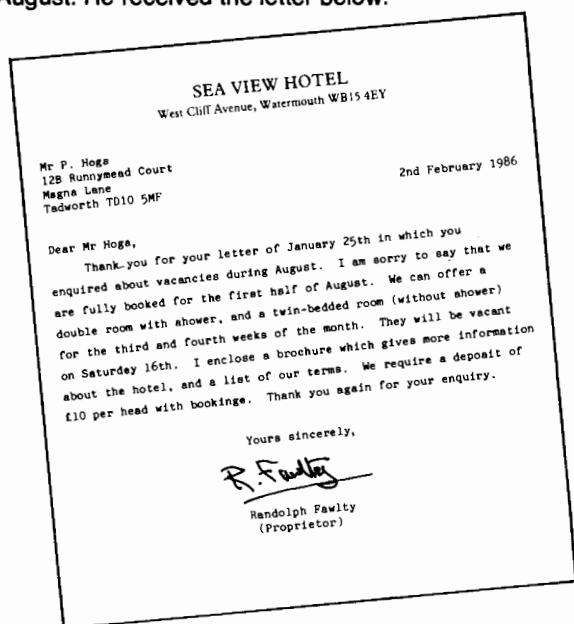 August. He received the letter below.
SEA VIEW HOTEL
West Cliff Avenue, Watermouth WB15 4EY
Mr P. Hoga
12B Runnymead Court
Magna Lane
Tadworth TD10 5MF
2nd February 1986
Dear Mr Hoga,
Thank you for your letter of January 25th in which you
enquired about vacancies during August. I am sorry to say that we
are fully booked for the first half of August. We can offer a
double room with shower, and a twin-bedded room (without shower)
for the third and fourth weeks of the month. They will be vacant
on Saturday 16th. I enclose a brochure which gives more information
about the hotel, and a list of our terms. We require a deposit of
£10 per head with bookings. Thank you again for your enquiry.
Yours sincerely,
R. Fawlty
Randolph Fawlty
(Proprietor)